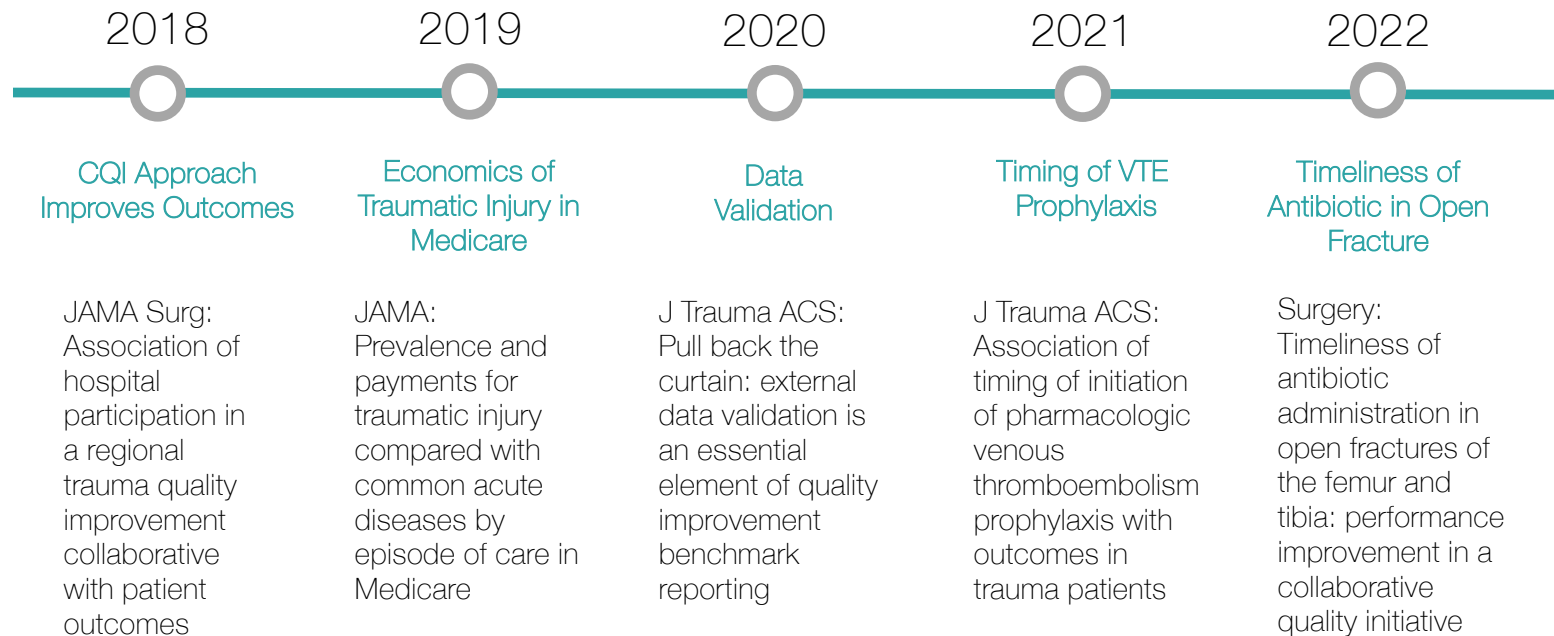 2018
2019
2020
2021
2022
CQI Approach
Improves Outcomes
Economics of
Traumatic Injury in
Medicare
Data
Validation
Timing of VTE
Prophylaxis
Timeliness of
Antibiotic in Open
Fracture
JAMA Surg:
Association of
hospital
participation in
a regional
trauma quality
improvement
collaborative
with patient
outcomes
JAMA:
Prevalence and
payments for
traumatic injury
compared with
common acute
diseases by
episode of care in
Medicare
J Trauma ACS:
Pull back the
curtain: external
data validation is
an essential
element of quality
improvement
benchmark
reporting
J Trauma ACS:
Association of
timing of initiation
of pharmacologic
venous
thromboembolism
prophylaxis with
outcomes in
trauma patients
Surgery:
Timeliness of
antibiotic
administration in
open fractures of
the femur and
tibia: performance
improvement in a
collaborative
quality initiative